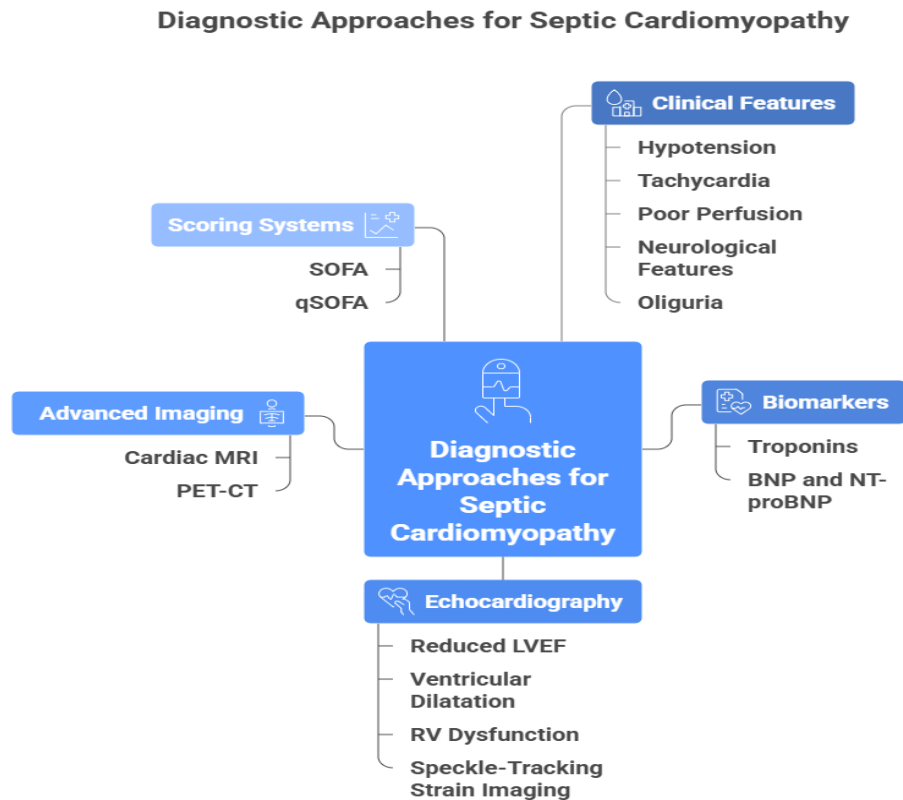 Diagnostic Approaches for Septic Cardiomyopathy
Clinical Features
Hypotension
Tachycardia
Poor Perfusion
Neurological
Features
Oliguria
Scoring Systems
SOFA
qSOFA
Advanced Imaging
Cardiac MRI
PET-CT
Diagnostic
Approaches for
Septic
Cardiomyopathy
Biomarkers
Troponins
BNP and NT-
proBNP
Echocardiography
Reduced LVEF
Ventricular
Dilatation
RV Dysfunction
Speckle-Tracking
Strain Imaging